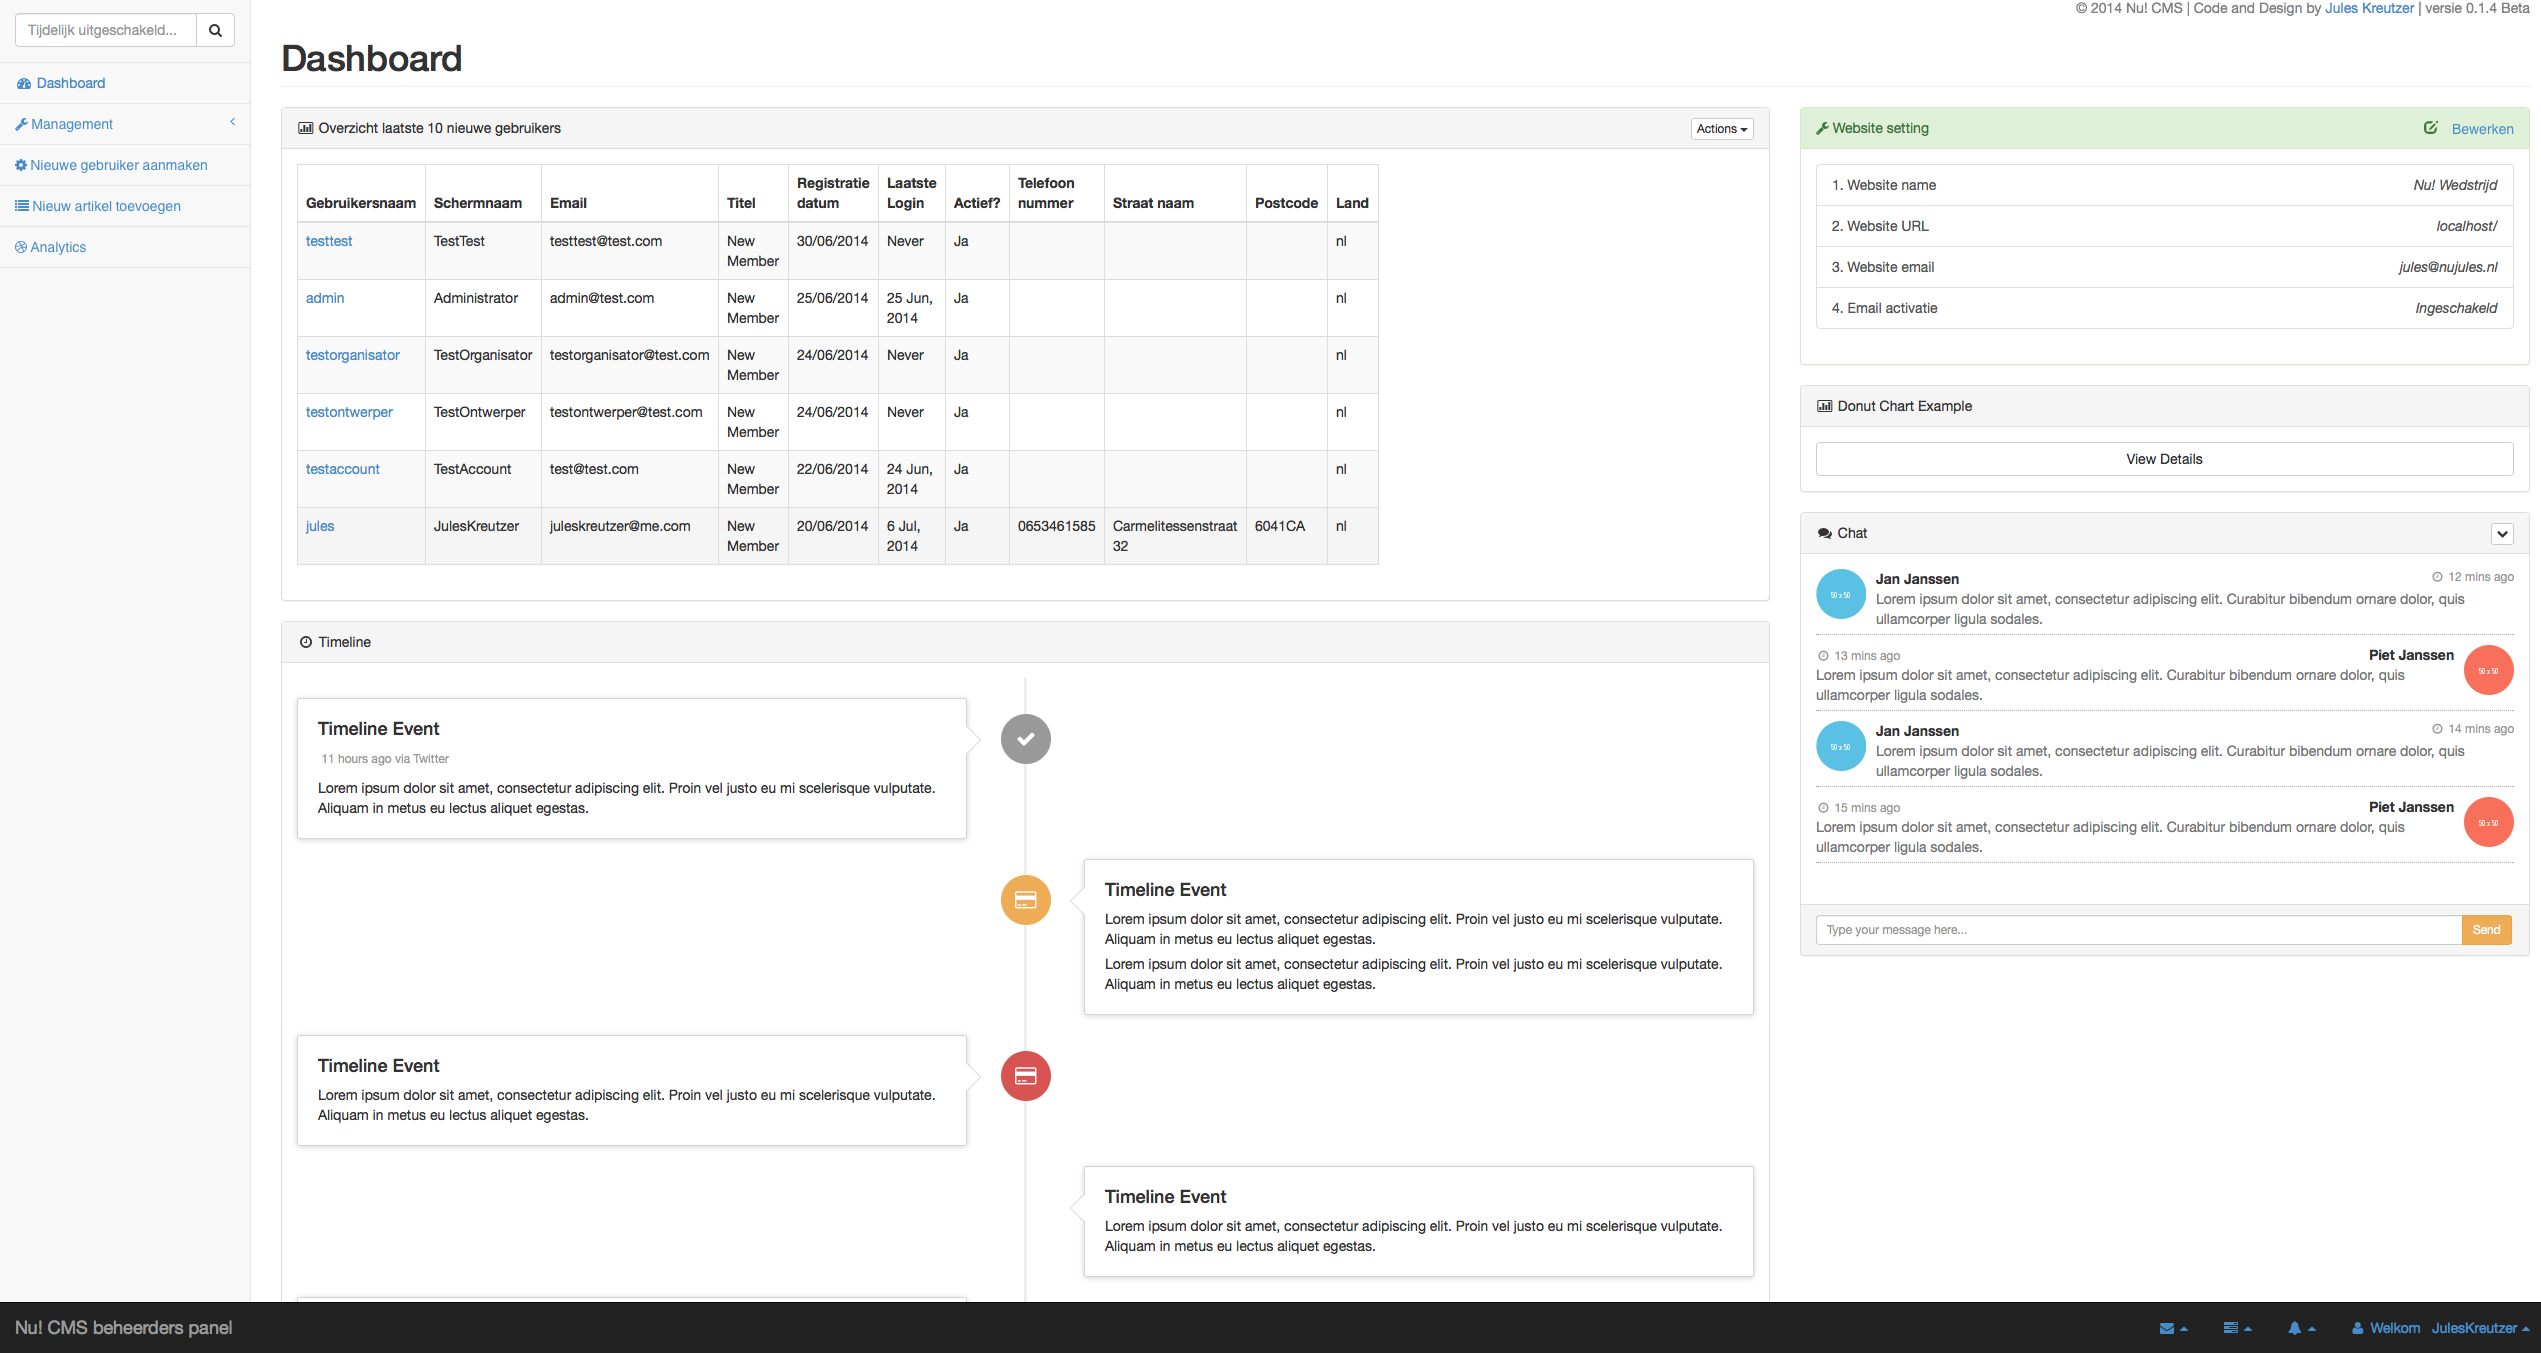 Tijdelijk uitgeschakeld...
Dashboard
Management
Nieuwe gebruiker aanmaken
Nieuw artikel toevoegen
Analytics
© 2014 Nu! CMS | Code and Design by Jules Kreutzer | versie 0.1.4 Beta
Dashboard
Overzicht laatste 10 nieuwe gebruikers
Actions
Gebruikersnaam Schermnaam Email Titel Registratie datum Laatste Login Actief? Telefoon nummer Straat naam Postcode Land
testtest TestTest testtest@test.com New Member 30/06/2014 Never Ja nl
admin Administrator admin@test.com New Member 25/06/2014 25 Jun, 2014 Ja nl
testorganisator TestOrganisator testorganisator@test.com New Member 24/06/2014 Never Ja nl
testontwerper TestOntwerper testontwerper@test.com New Member 24/06/2014 Never Ja nl
testaccount TestAccount test@test.com New Member 22/06/2014 24 Jun, 2014 Ja nl
jules JulesKreutzer juleskreutzer@me.com New Member 20/06/2014 6 Jul, 2014 Ja 0653461585 Carmelitessenstraat 32 6041CA nl
Timeline
Timeline Event
11 hours ago via Twitter
Lorem ipsum dolor sit amet, consectetur adipiscing elit. Proin vel justo eu mi scelerisque vulputate.
Aliquam in metus eu lectus aliquet egestas.
Timeline Event
Lorem ipsum dolor sit amet, consectetur adipiscing elit. Proin vel justo eu mi scelerisque vulputate.
Aliquam in metus eu lectus aliquet egestas.
Lorem ipsum dolor sit amet, consectetur adipiscing elit. Proin vel justo eu mi scelerisque vulputate.
Aliquam in metus eu lectus aliquet egestas.
Timeline Event
Lorem ipsum dolor sit amet, consectetur adipiscing elit. Proin vel justo eu mi scelerisque vulputate.
Aliquam in metus eu lectus aliquet egestas.
Timeline Event
Lorem ipsum dolor sit amet, consectetur adipiscing elit. Proin vel justo eu mi scelerisque vulputate.
Aliquam in metus eu lectus aliquet egestas.
Website setting
Bewerken
1. Website name Nu! Wedstrijd
2. Website URL localhost/
3. Website email jules@nujules.nl
4. Email activatie Ingeschakeld
Donut Chart Example
View Details
Chat
50 x 50
Jan Janssen 12 mins ago
Lorem ipsum dolor sit amet, consectetur adipiscing elit. Curabitur bibendum ornare dolor, quis
ullamcorper ligula sodales.
13 mins ago Piet Janssen
50 x 50
Lorem ipsum dolor sit amet, consectetur adipiscing elit. Curabitur bibendum ornare dolor, quis
ullamcorper ligula sodales.
50 x 50
Jan Janssen 14 mins ago
Lorem ipsum dolor sit amet, consectetur adipiscing elit. Curabitur bibendum ornare dolor, quis
ullamcorper ligula sodales.
15 mins ago Piet Janssen
50 x 50
Lorem ipsum dolor sit amet, consectetur adipiscing elit. Curabitur bibendum ornare dolor, quis
ullamcorper ligula sodales.
Type your message here... Send
Nu! CMS beheerders panel
Welkom JulesKreutzer